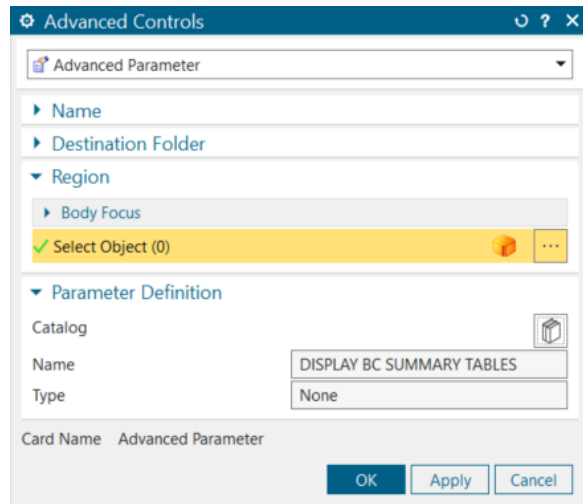 Advanced Controls
Advanced Parameter
Name
Destination Folder
Region
Body Focus
Select Object (0)
Parameter Definition
Catalog
Name DISPLAY BC SUMMARY TABLES
Type None
Card Name Advanced Parameter
OK Apply Cancel